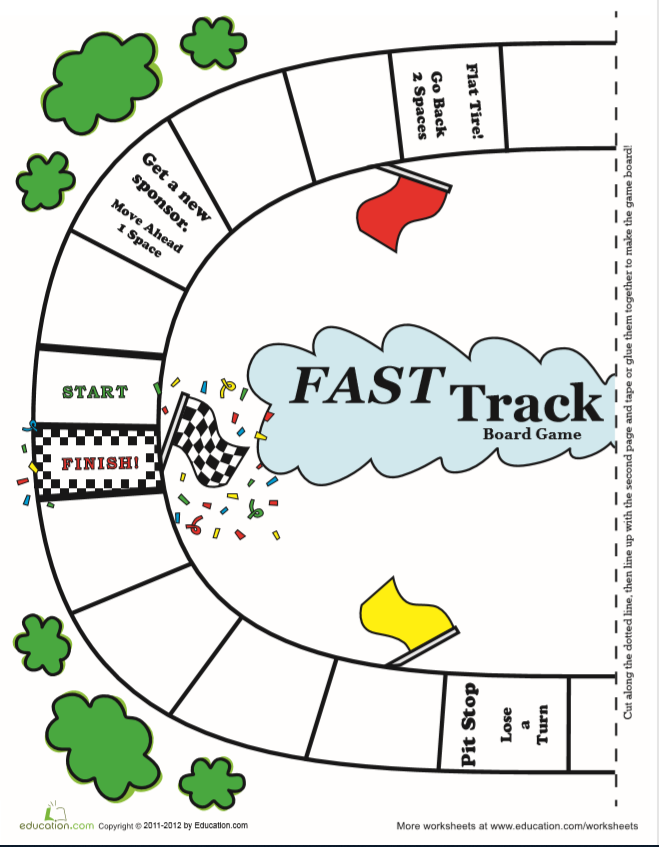 Flat Tire!
Go Back
2 Spaces
Get a new
sponsor.
Move Ahead
1 Space
START
FINISH!
FAST Track
Board Game
Pit Stop
Lose
a
Turn
Cut along the dotted line, then line up with the second page and tape or glue them together to make the game board!
education.com Copyright © 2011-2012 by Education.com
More worksheets at www.education.com/worksheets